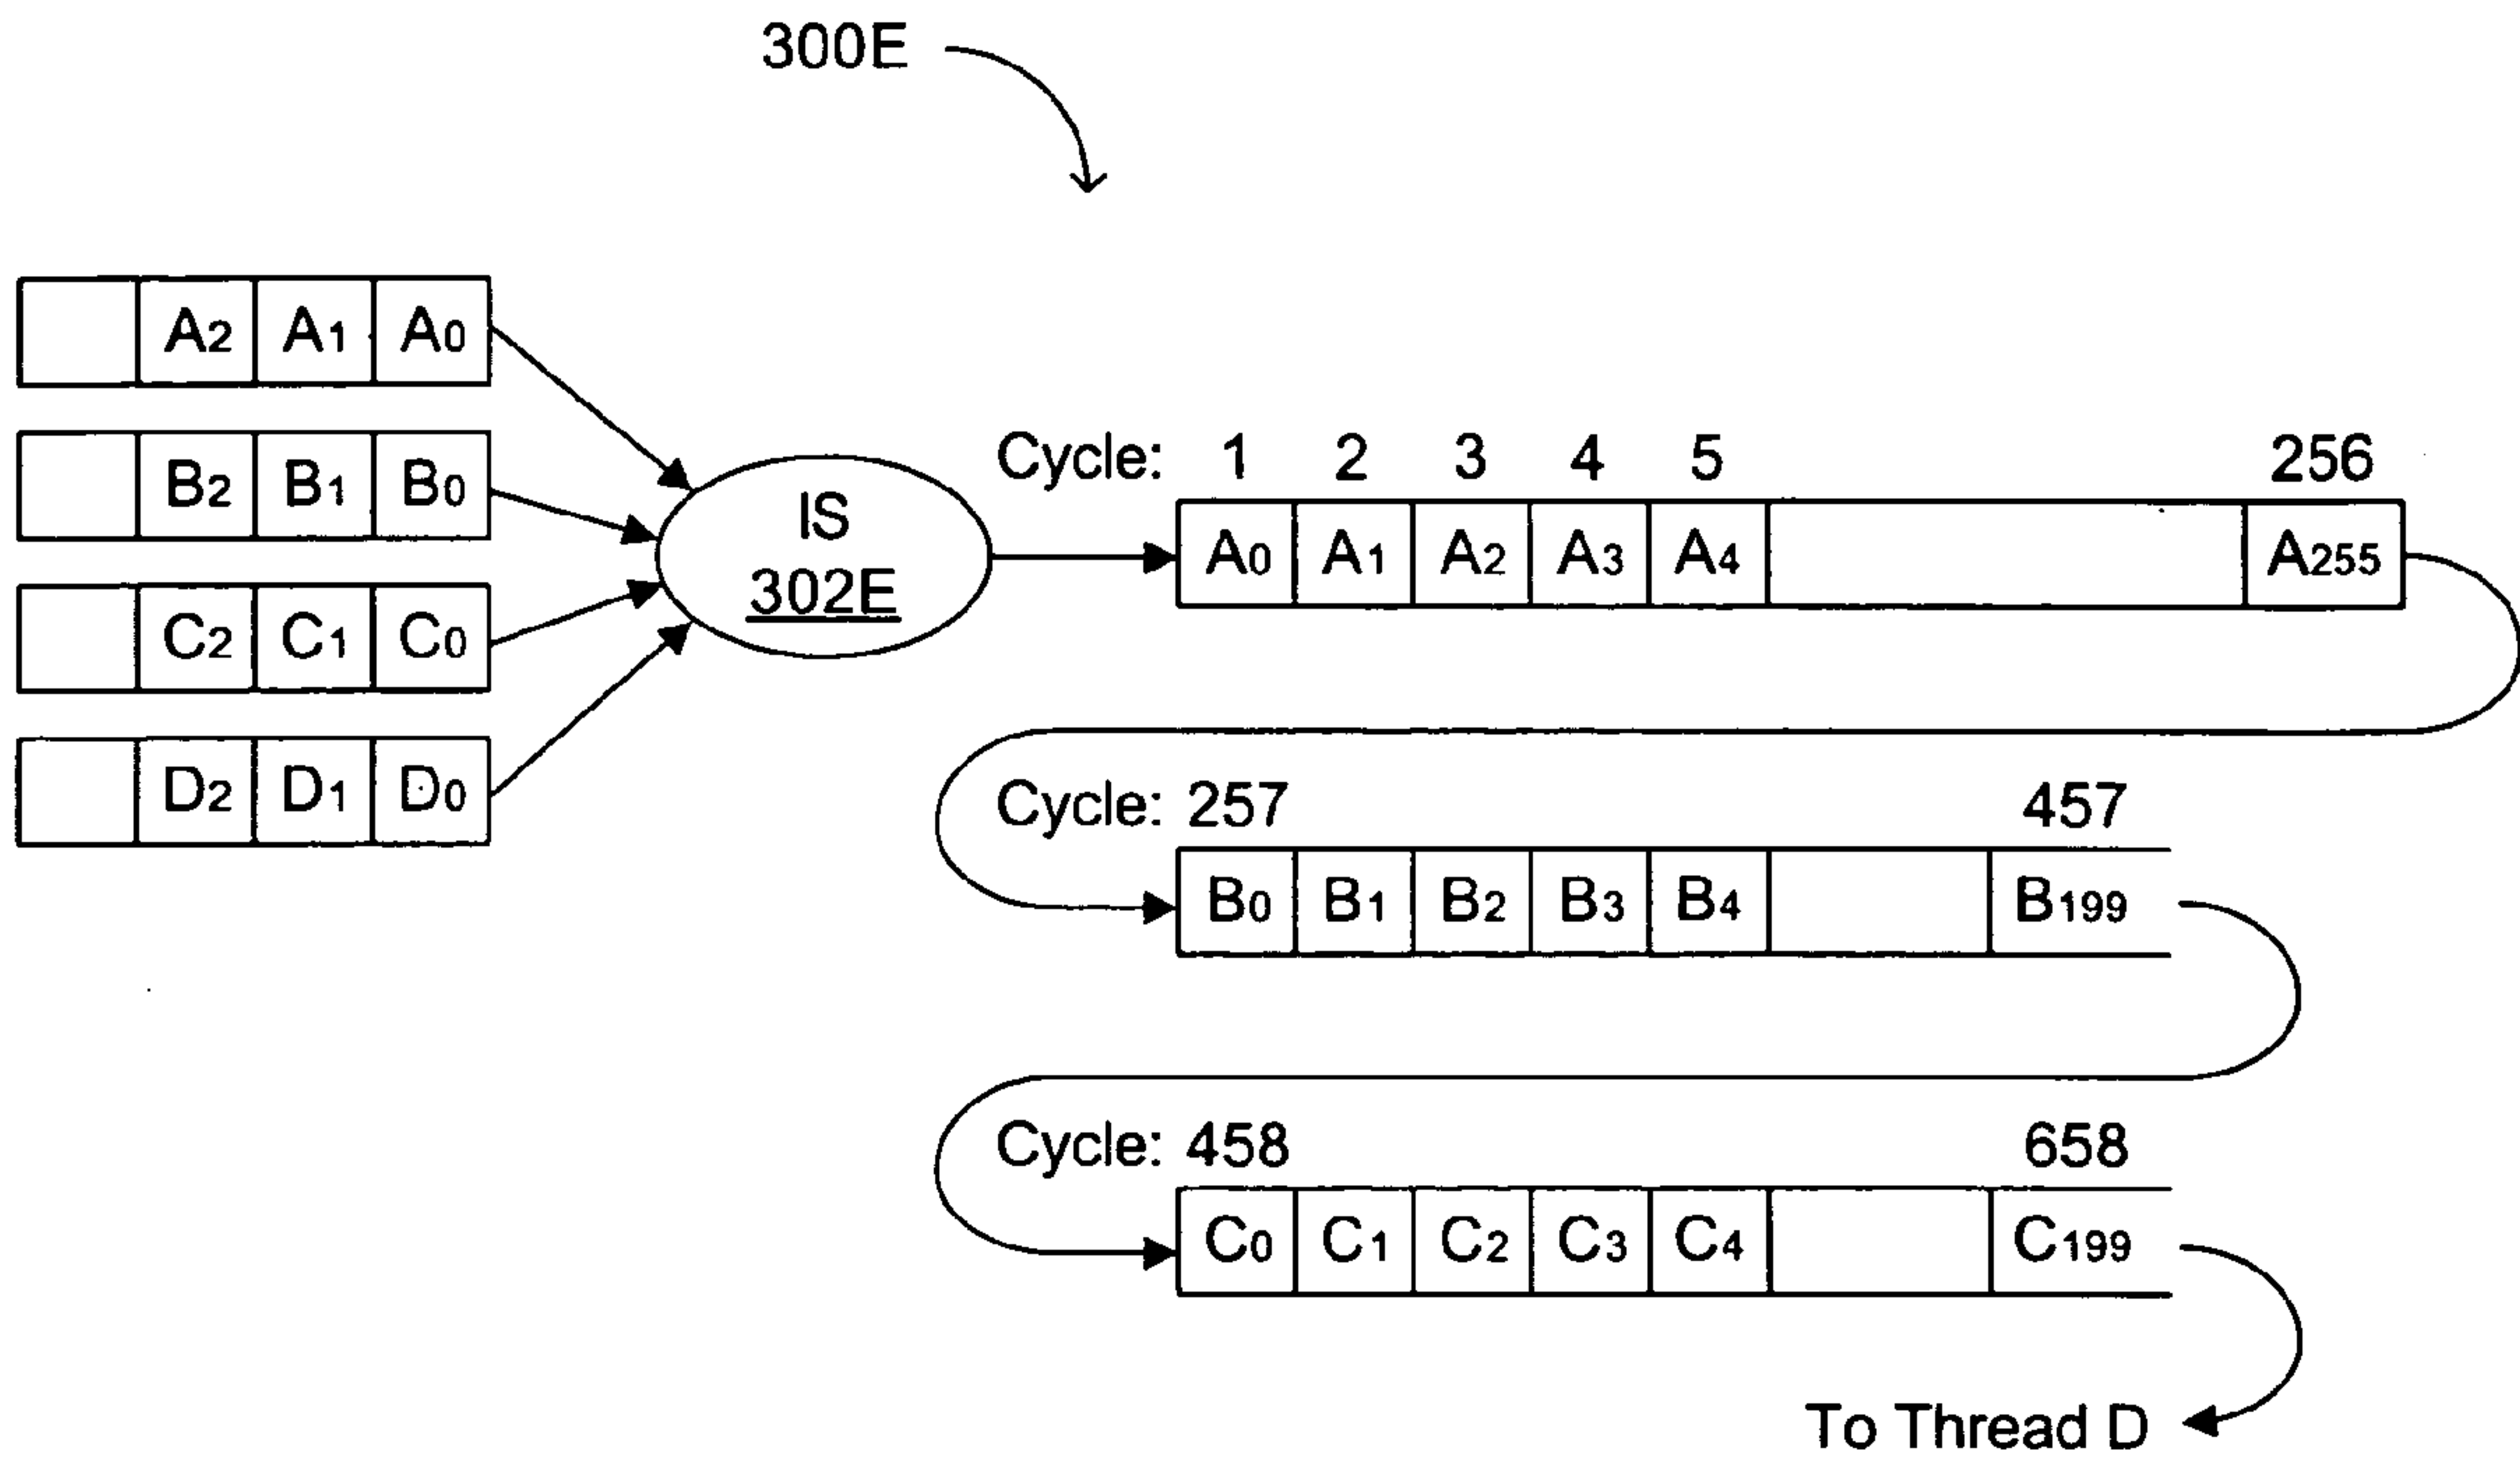 300E
A2 A1 A0
B2 B1 B0
C2 C1 C0
D2 D1 D0
IS
302E
Cycle: 1 2 3 4 5 256
A0 A1 A2 A3 A4 A255
Cycle: 257 457
B0 B1 B2 B3 B4 B199
Cycle: 458 658
C0 C1 C2 C3 C4 C199
To Thread D